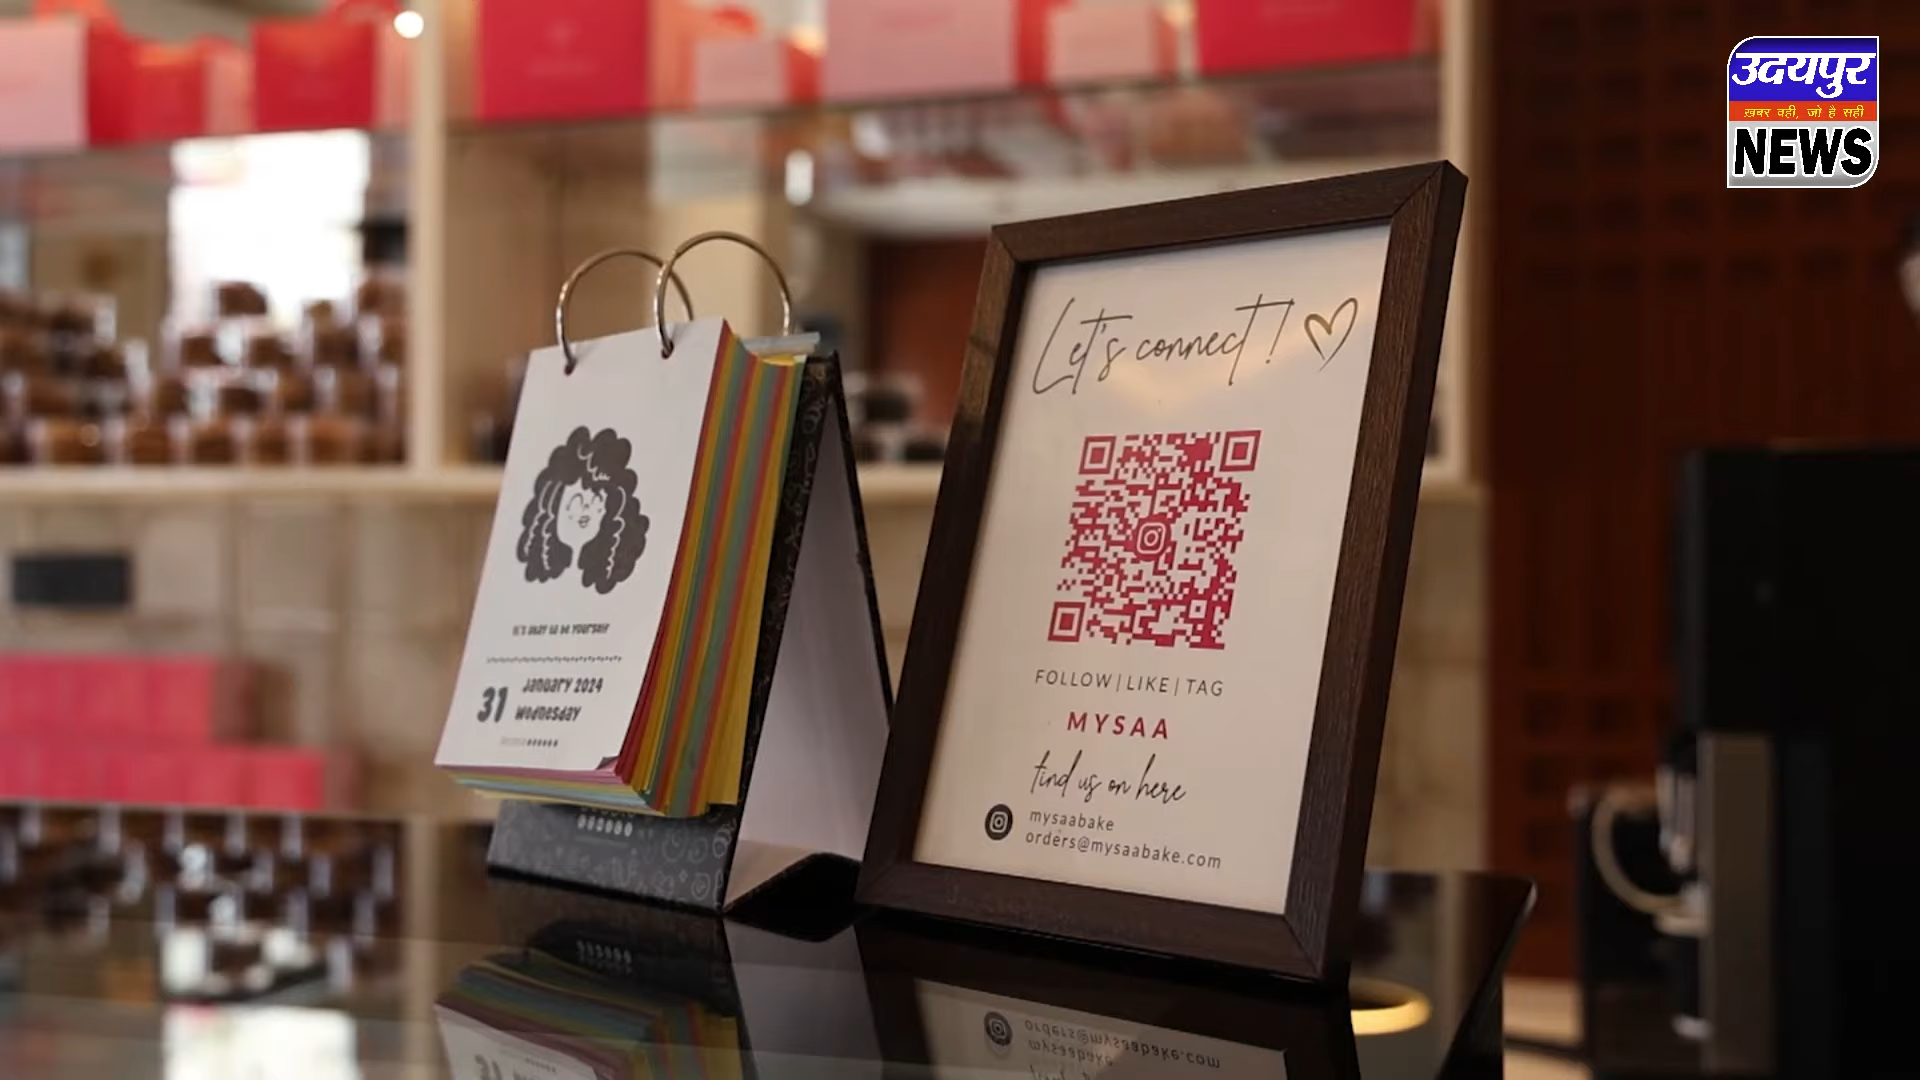 उदयपुर
ख़बर वही, जो है सही
NEWS
It's okay to be yourself
31 January 2024
Wednesday
Let's connect!
FOLLOW | LIKE | TAG
MYSAA
find us on here
mysaabake
orders@mysaabake.com